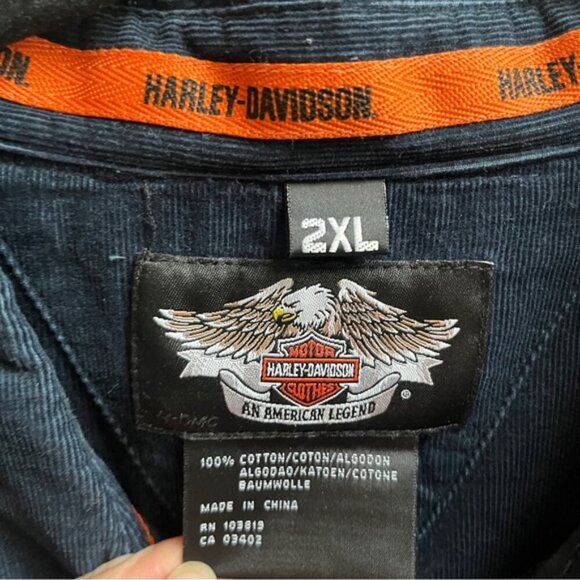 ON.
HARLEY-DAVIDSON.
HARLEY-
2XL
MOTOR
HARLEY-DAVIDSON
CLOTHES
AN AMERICAN LEGEND
®
H-DMC
100% COTTON/COTON/ALGODON
ALGODAO/KATOEN/COTONE
BAUMWOLLE
MADE IN CHINA
RN 103819
CA 03402